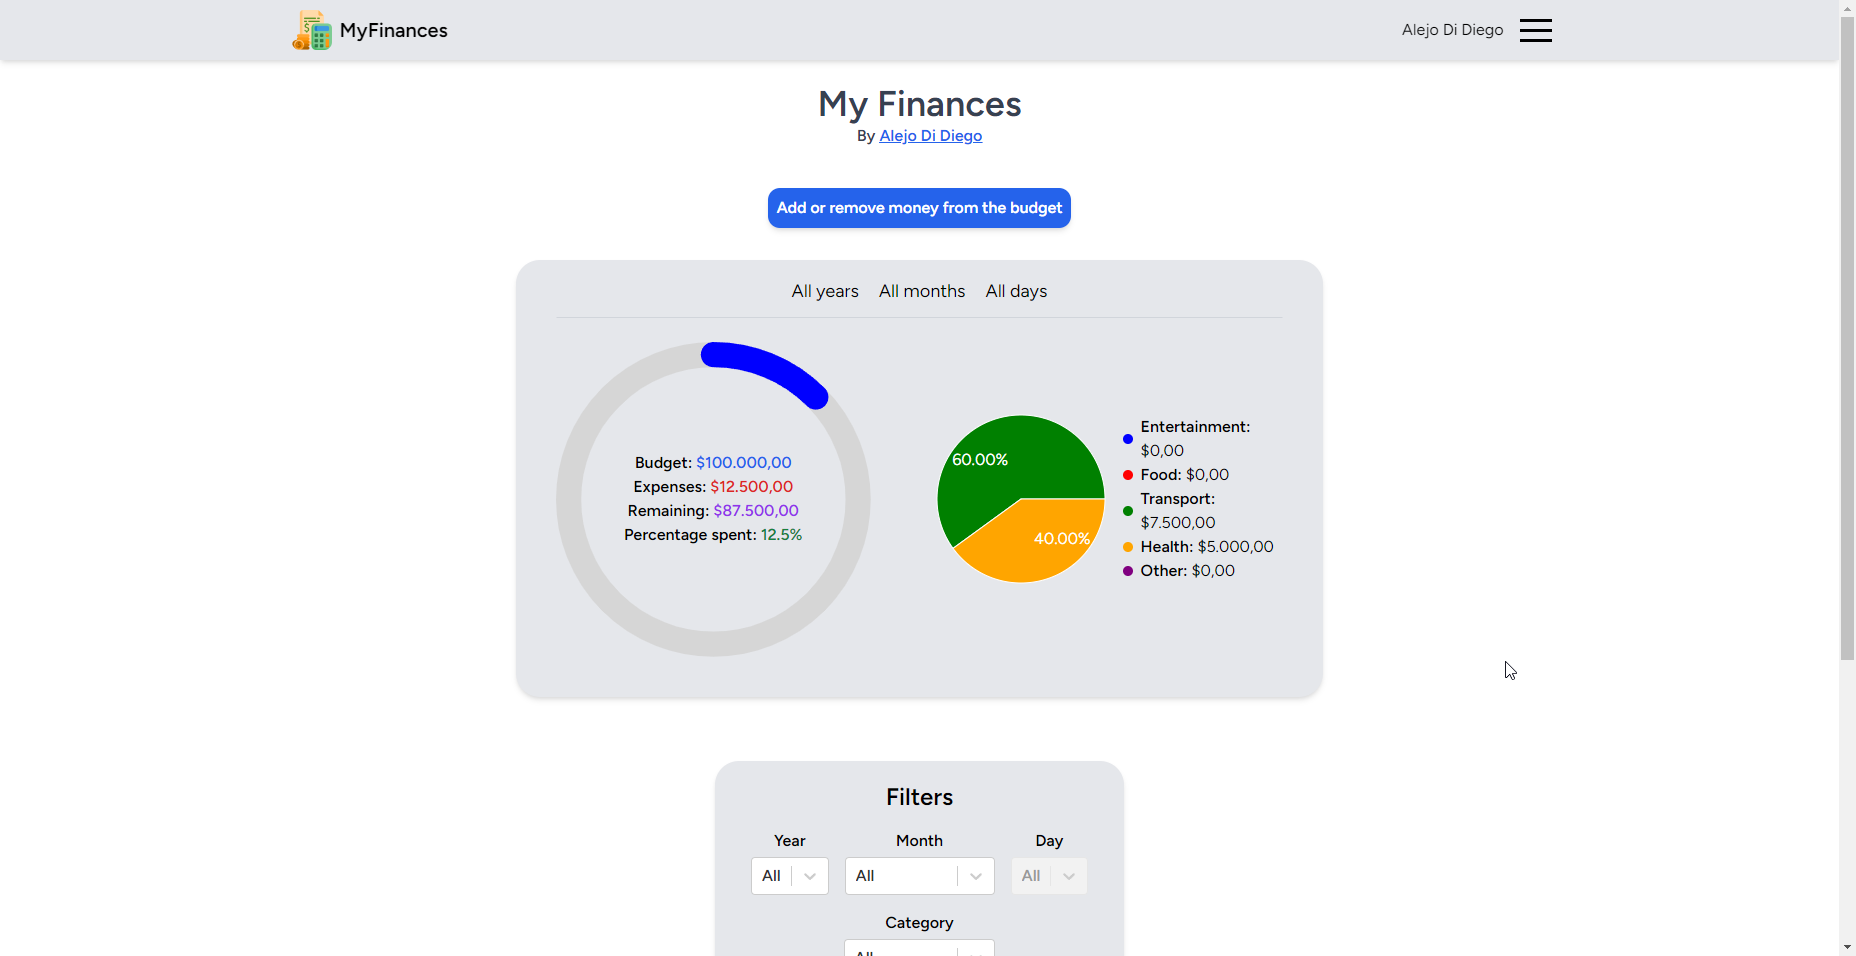 MyFinances
Alejo Di Diego
My Finances
By Alejo Di Diego
Add or remove money from the budget
All years All months All days
Budget: $100.000,00
Expenses: $12.500,00
Remaining: $87.500,00
Percentage spent: 12.5%
60.00%
40.00%
Entertainment:
$0,00
Food: $0,00
Transport:
$7.500,00
Health: $5.000,00
Other: $0,00
Filters
Year Month Day
All All All
Category
All